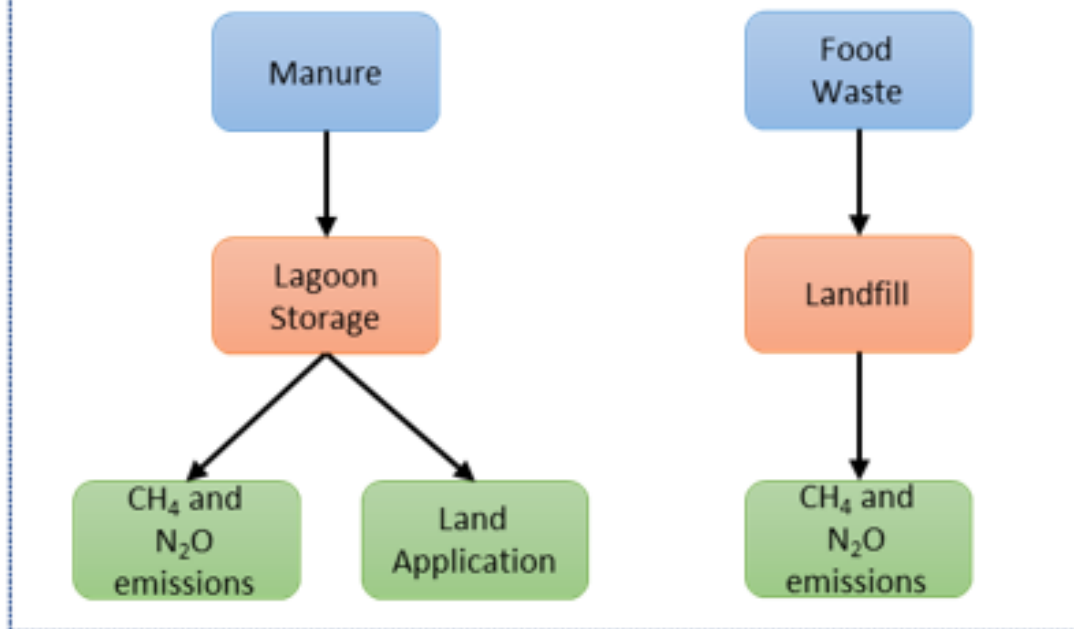 Manure
Food
Waste
Lagoon
Storage
Landfill
CH₄ and
N₂O
emissions
Land
Application
CH₄ and
N₂O
emissions